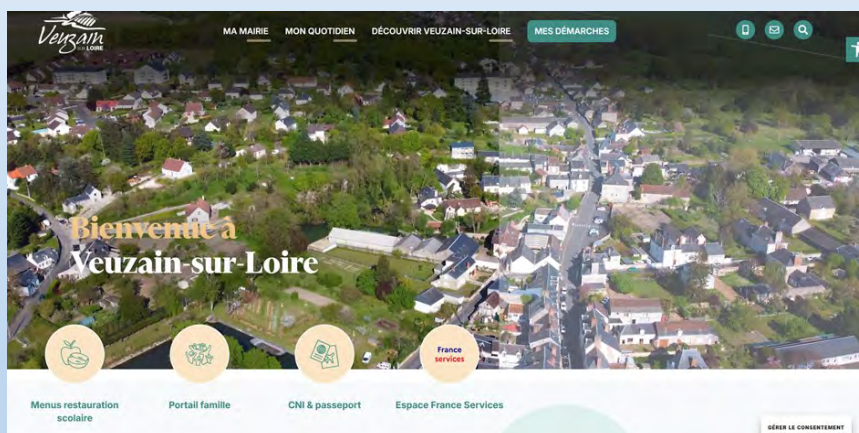 Veuzain
SUR LOIRE
MA MAIRIE
MON QUOTIDIEN
DÉCOUVRIR VEUZAIN-SUR-LOIRE
MES DÉMARCHES
Bienvenue à
Veuzain-sur-Loire
France
services
Menus restauration
scolaire
Portail famille
CNI & passeport
Espace France Services
GÉRER LE CONSENTEMENT